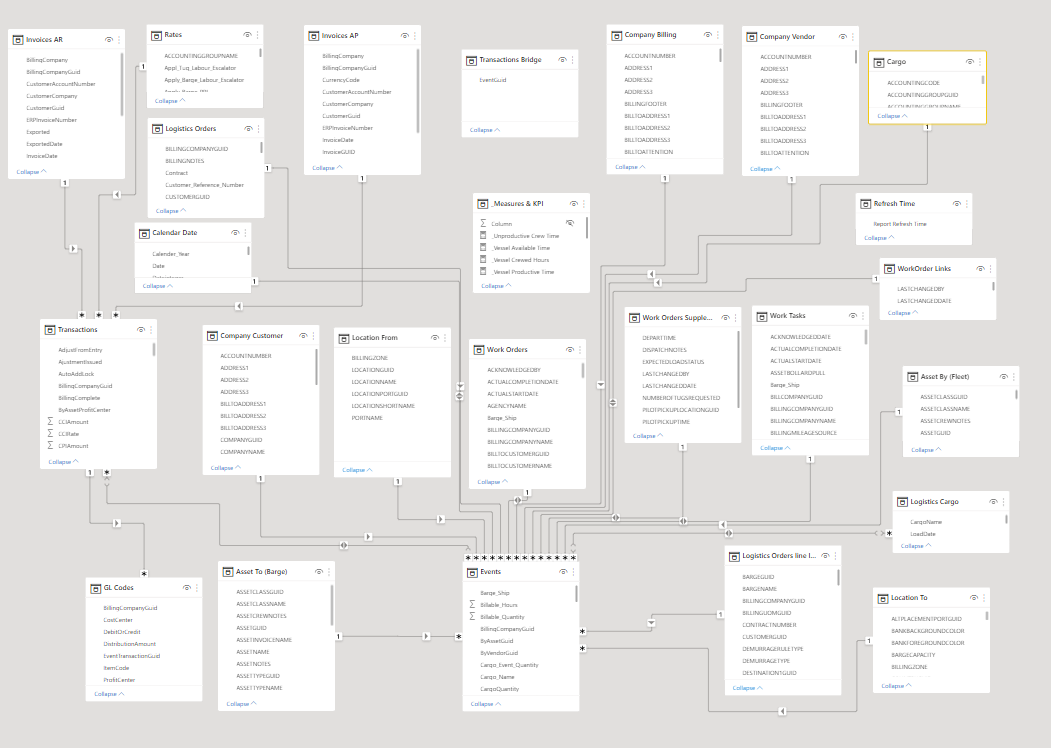 Invoices AR
BillingCompany
BillingCompanyGuid
CustomerAccountNumber
CustomerCompany
CustomerGuid
ERPInvoiceNumber
Exported
ExportedDate
InvoiceDate
Collapse
Rates
ACCOUNTINGGROUPNAME
Appl_Tug_Labour_Escalator
Apply_Barge_Labour_Escalator
Collapse
Logistics Orders
BILLINGCOMPANYGUID
BILLINGNOTES
Contract
Customer_Reference_Number
CUSTOMERGUID
Collapse
Calendar Date
Calender_Year
Date
Collapse
Invoices AP
BillingCompany
BillingCompanyGuid
CurrencyCode
CustomerAccountNumber
CustomerCompany
CustomerGuid
ERPInvoiceNumber
InvoiceDate
InvoiceGUID
Collapse
Transactions Bridge
EventGuid
Collapse
_Measures & KPI
Column
_Unproductive Crew Time
_Vessel Available Time
_Vessel Crewed Hours
_Vessel Productive Time
Collapse
Company Billing
ACCOUNTNUMBER
ADDRESS1
ADDRESS2
ADDRESS3
BILLINGFOOTER
BILLTOADDRESS1
BILLTOADDRESS2
BILLTOADDRESS3
BILLTOATTENTION
Collapse
Company Vendor
ACCOUNTNUMBER
ADDRESS1
ADDRESS2
ADDRESS3
BILLINGFOOTER
BILLTOADDRESS1
BILLTOADDRESS2
BILLTOADDRESS3
BILLTOATTENTION
Collapse
Cargo
ACCOUNTINGCODE
ACCOUNTINGGROUPGUID
ACCOUNTINGGROUPNAME
Collapse
Refresh Time
Report Refresh Time
Collapse
WorkOrder Links
LASTCHANGEDBY
LASTCHANGEDDATE
Collapse
Transactions
AdjustFromEntry
AjustmentIssued
AutoAddLock
BillingCompanyGuid
BillingComplete
ByAssetProfitCenter
CCIAmount
CCIRate
CPIAmount
Collapse
Company Customer
ACCOUNTNUMBER
ADDRESS1
ADDRESS2
ADDRESS3
BILLTOADDRESS1
BILLTOADDRESS2
BILLTOADDRESS3
COMPANYGUID
COMPANYNAME
Collapse
Location From
BILLINGZONE
LOCATIONGUID
LOCATIONNAME
LOCATIONPORTGUID
LOCATIONSHORTNAME
PORTNAME
Collapse
Work Orders
ACKNOWLEDGEDBY
ACTUALCOMPLETIONDATE
ACTUALSTARTDATE
AGENCYNAME
Barge_Ship
BILLINGCOMPANYGUID
BILLINGCOMPANYNAME
BILLTOCUSTOMERGUID
BILLTOCUSTOMERNAME
Collapse
Work Orders Supple...
DEPARTTIME
DISPATCHNOTES
EXPECTEDLOADSTATUS
LASTCHANGEDBY
LASTCHANGEDDATE
NUMBEROFTUGSREQUESTED
PILOTPICKUPLOCATIONGUID
PILOTPICKUPTIME
Collapse
Work Tasks
ACKNOWLEDGEDDATE
ACTUALCOMPLETIONDATE
ACTUALSTARTDATE
ASSETBOLLARDPULL
Barge_Ship
BILLCOMPANYGUID
BILLINGCOMPANYGUID
BILLINGCOMPANYNAME
BILLINGMILEAGESOURCE
Collapse
Asset By (Fleet)
ASSETCLASSGUID
ASSETCLASSNAME
ASSETCREWNOTES
ASSETGUID
Collapse
Logistics Cargo
CargoName
LoadDate
Collapse
GL Codes
BillingCompanyGuid
CostCenter
DebitOrCredit
DistributionAmount
EventTransactionGuid
ItemCode
ProfitCenter
Collapse
Asset To (Barge)
ASSETCLASSGUID
ASSETCLASSNAME
ASSETCREWNOTES
ASSETGUID
ASSETINVOICENAME
ASSETNAME
ASSETNOTES
ASSETTYPEGUID
ASSETTYPENAME
Collapse
Events
Barge_Ship
Billable_Hours
Billable_Quantity
BillingCompanyGuid
ByAssetGuid
ByVendorGuid
Cargo_Event_Quantity
Cargo_Name
CargoQuantity
Collapse
Logistics Orders line I...
BARGEGUID
BARGENAME
BILLINGCOMPANYGUID
BILLINGUOMGUID
CONTRACTNUMBER
CUSTOMERGUID
DEMURRAGERULETYPE
DEMURRAGETYPE
DESTINATION1GUID
Collapse
Location To
ALTPLACEMENTPORTGUID
BANKBACKGROUNDCOLOR
BANKFOREGROUNDCOLOR
BARGECAPACITY
BILLINGZONE
Collapse